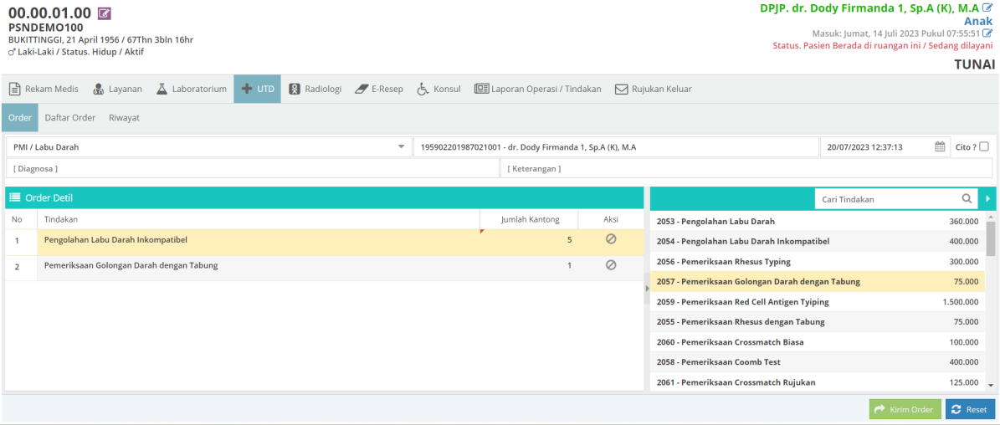 00.00.01.00
PSNDEMO100
BUKITTINGGI, 21 April 1956 / 67Thn 3bln 16hr
♂ Laki-Laki / Status. Hidup / Aktif
DPJP. dr. Dody Firmanda 1, Sp.A (K), M.A
Anak
Masuk: Jumat, 14 Juli 2023 Pukul 07:55:51
Status. Pasien Berada di ruangan ini / Sedang dilayani
TUNAI
Rekam Medis Layanan Laboratorium UTD Radiologi E-Resep Konsul Laporan Operasi / Tindakan Rujukan Keluar
Order Daftar Order Riwayat
PMI / Labu Darah 195902201987021001 - dr. Dody Firmanda 1, Sp.A (K), M.A 20/07/2023 12:37:13 Cito ?
[ Diagnosa ] [ Keterangan ]
Order Detil
No Tindakan Jumlah Kantong Aksi
1 Pengolahan Labu Darah Inkompatibel 5
2 Pemeriksaan Golongan Darah dengan Tabung 1
Cari Tindakan
2053 - Pengolahan Labu Darah 360.000
2054 - Pengolahan Labu Darah Inkompatibel 400.000
2056 - Pemeriksaan Rhesus Typing 300.000
2057 - Pemeriksaan Golongan Darah dengan Tabung 75.000
2059 - Pemeriksaan Red Cell Antigen Tyiping 1.500.000
2055 - Pemeriksaan Rhesus dengan Tabung 75.000
2060 - Pemeriksaan Crossmatch Biasa 100.000
2058 - Pemeriksaan Coomb Test 400.000
2061 - Pemeriksaan Crossmatch Rujukan 125.000
Kirim Order Reset